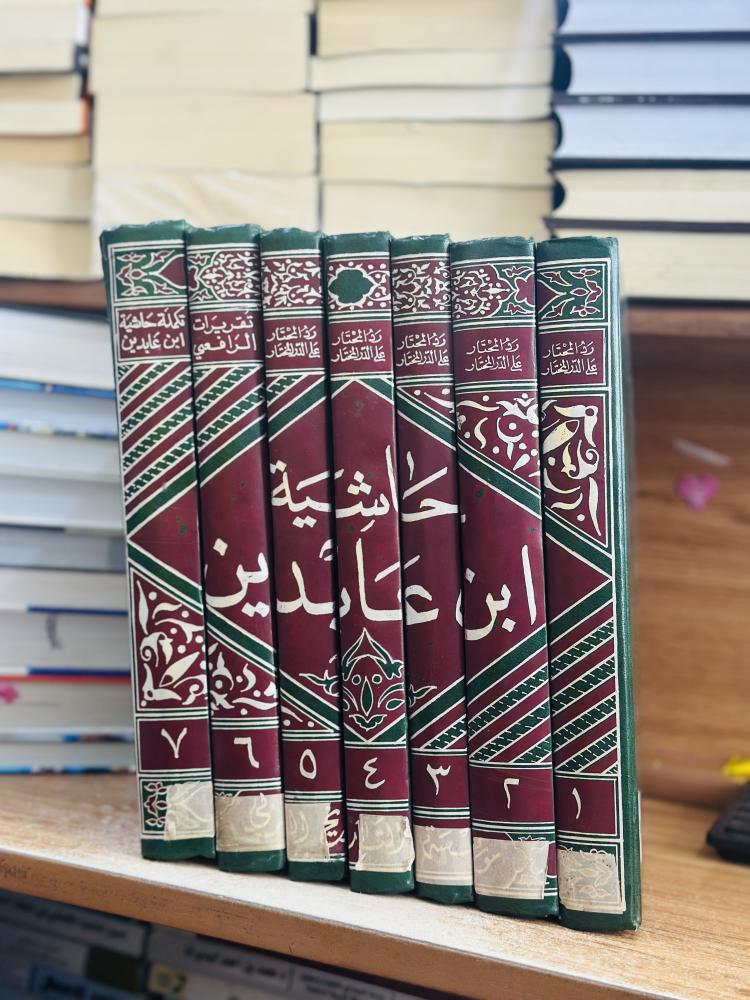 رد المحتار
على الدر المختار
رد المحتار
على الدر المختار
رد المحتار
على الدر المختار
رد المحتار
على الدر المختار
رد المحتار
على الدر المختار
تقريرات
الرافعي
تكملة حاشية
ابن عابدين
حَاشِيَة
ابن عَابدين
١
٢
٣
٤
٥
٦
٧